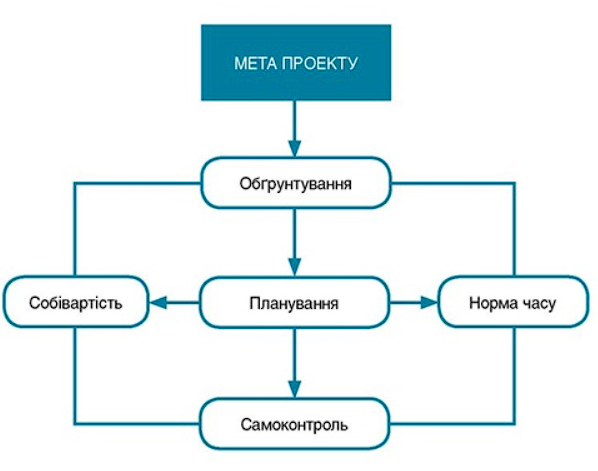 МЕТА ПРОЕКТУ
Обґрунтування
Собівартість
Планування
Норма часу
Самоконтроль